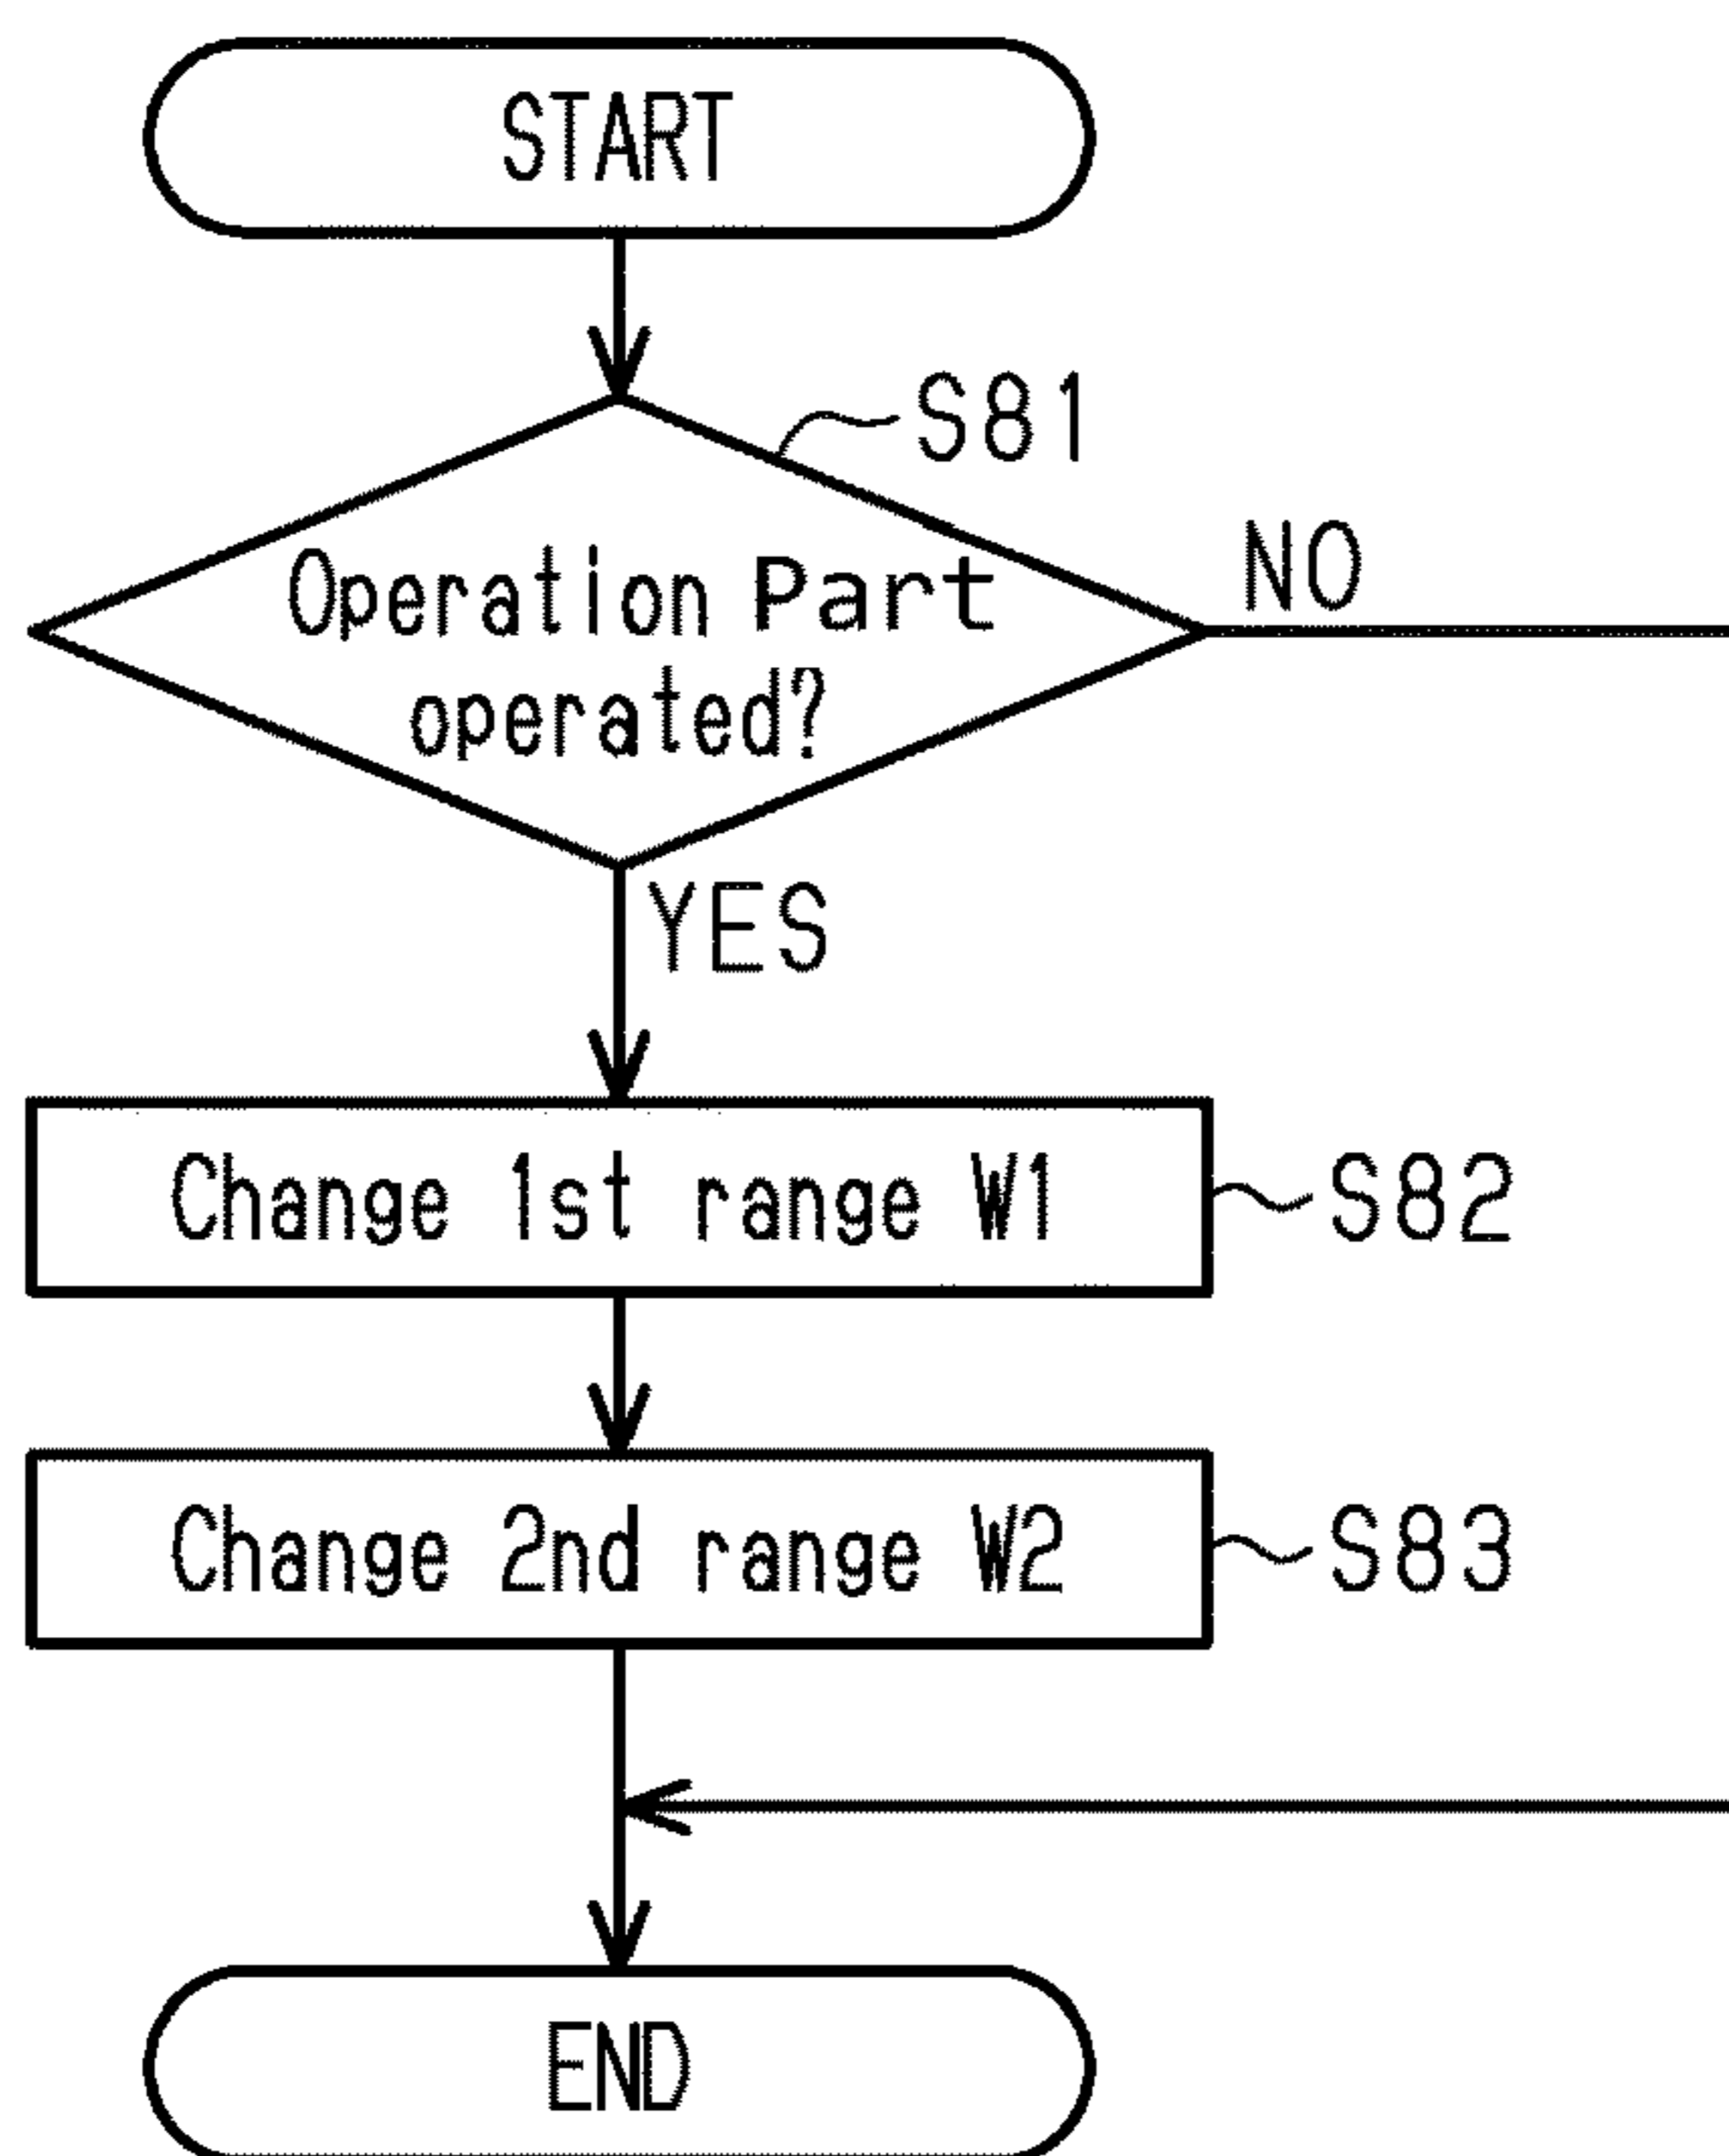 START
S81
Operation Part
operated?
NO
YES
Change 1st range W1
S82
Change 2nd range W2
S83
END